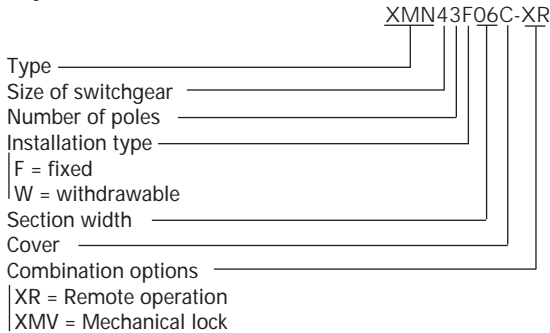 XMN43F06C-XR
Type
Size of switchgear
Number of poles
Installation type
F = fixed
W = withdrawable
Section width
Cover
Combination options
XR = Remote operation
XMV = Mechanical lock